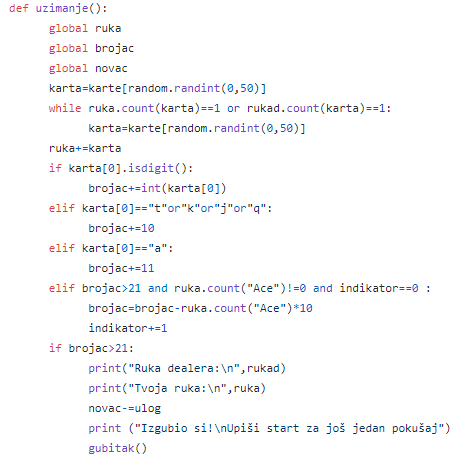 def uzimanje():
global ruka
global brojac
global novac
karta=karte[random.randint(0,50)]
while ruka.count(karta)==1 or rukad.count(karta)==1:
karta=karte[random.randint(0,50)]
ruka+=karta
if karta[0].isdigit():
brojac+=int(karta[0])
elif karta[0]=="t"or"k"or"j"or"q":
brojac+=10
elif karta[0]=="a":
brojac+=11
elif brojac>21 and ruka.count("Ace")!=0 and indikator==0 :
brojac=brojac-ruka.count("Ace")*10
indikator+=1
if brojac>21:
print("Ruka dealera:\n",rukad)
print("Tvoja ruka:\n",ruka)
novac-=ulog
print ("Izgubio si!\nUpiši start za još jedan pokušaj")
gubitak()